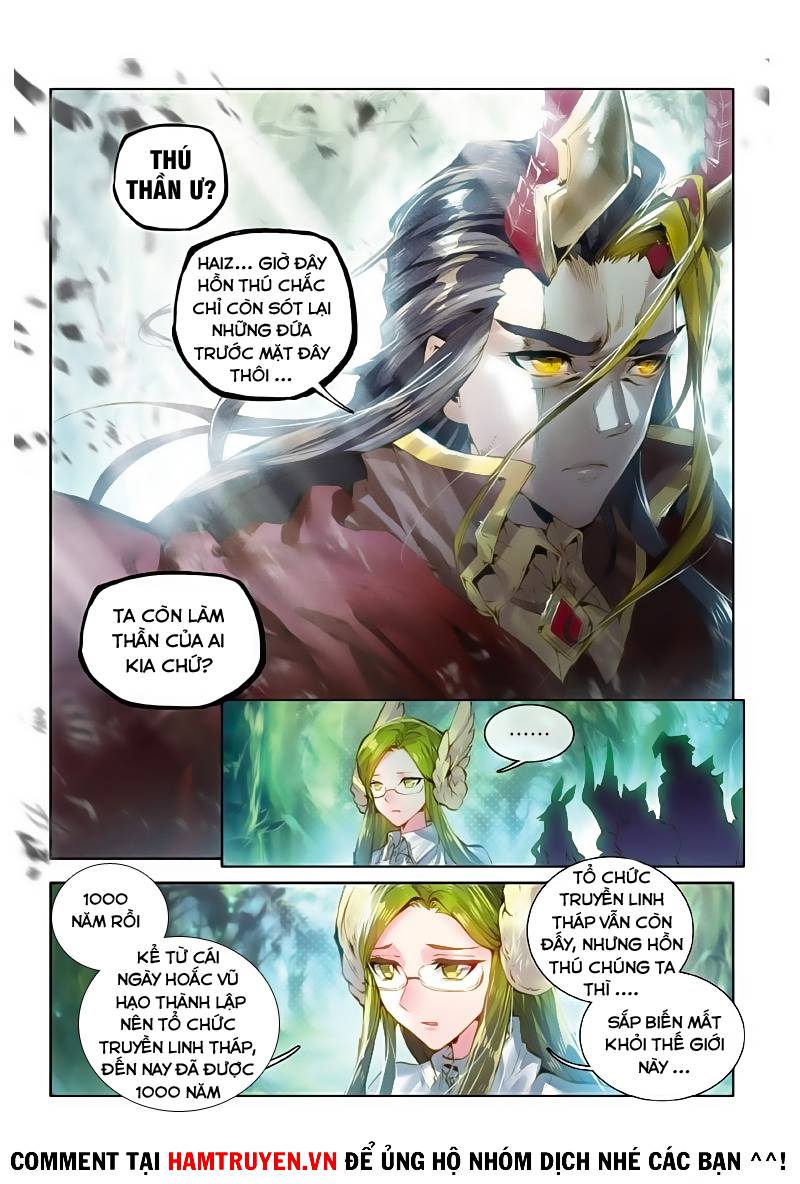 THÚ
THẦN Ư?
HAIZ... GIỜ ĐÂY
HỒN THÚ CHẮC
CHỈ CÒN SÓT LẠI
NHỮNG ĐỨA
TRƯỚC MẶT ĐÂY
THÔI ...
TA CÒN LÀM
THẦN CỦA AI
KIA CHỨ?
......
1000
NĂM RỒI
KỂ TỪ CÁI
NGÀY HOẮC VŨ
HẠO THÀNH LẬP
NÊN TỔ CHỨC
TRUYỀN LINH THÁP,
ĐẾN NAY ĐÃ ĐƯỢC
1000 NĂM
TỔ CHỨC
TRUYỀN LINH
THÁP VẪN CÒN
ĐẤY, NHƯNG HỒN
THÚ CHÚNG TA
THÌ ....
SẮP BIẾN MẤT
KHỎI THẾ GIỚI
NÀY ...
COMMENT TẠI HAMTRUYEN.VN ĐỂ ỦNG HỘ NHÓM DỊCH NHÉ CÁC BẠN ^^!